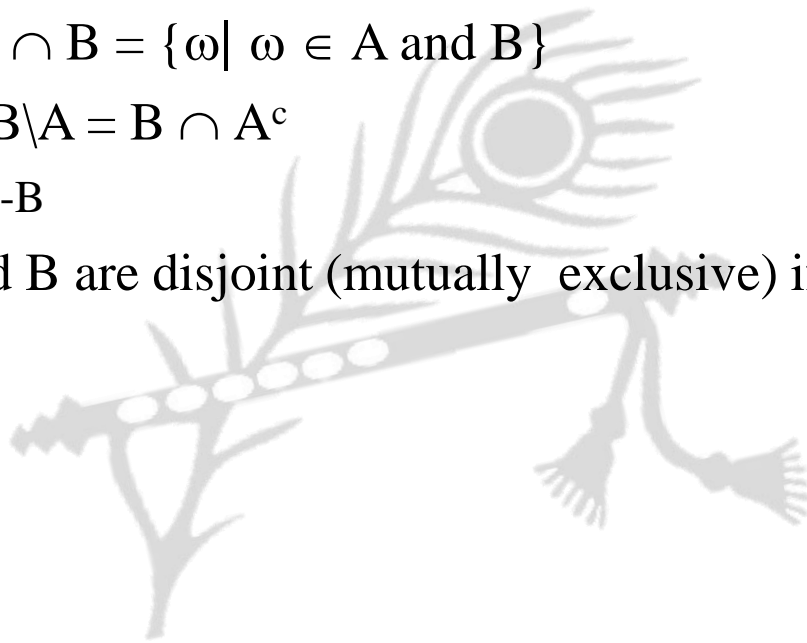 ∩ B = {ω| ω ∈ A and B}
B\A = B ∩ Aᶜ
-B
B are disjoint (mutually exclusive)